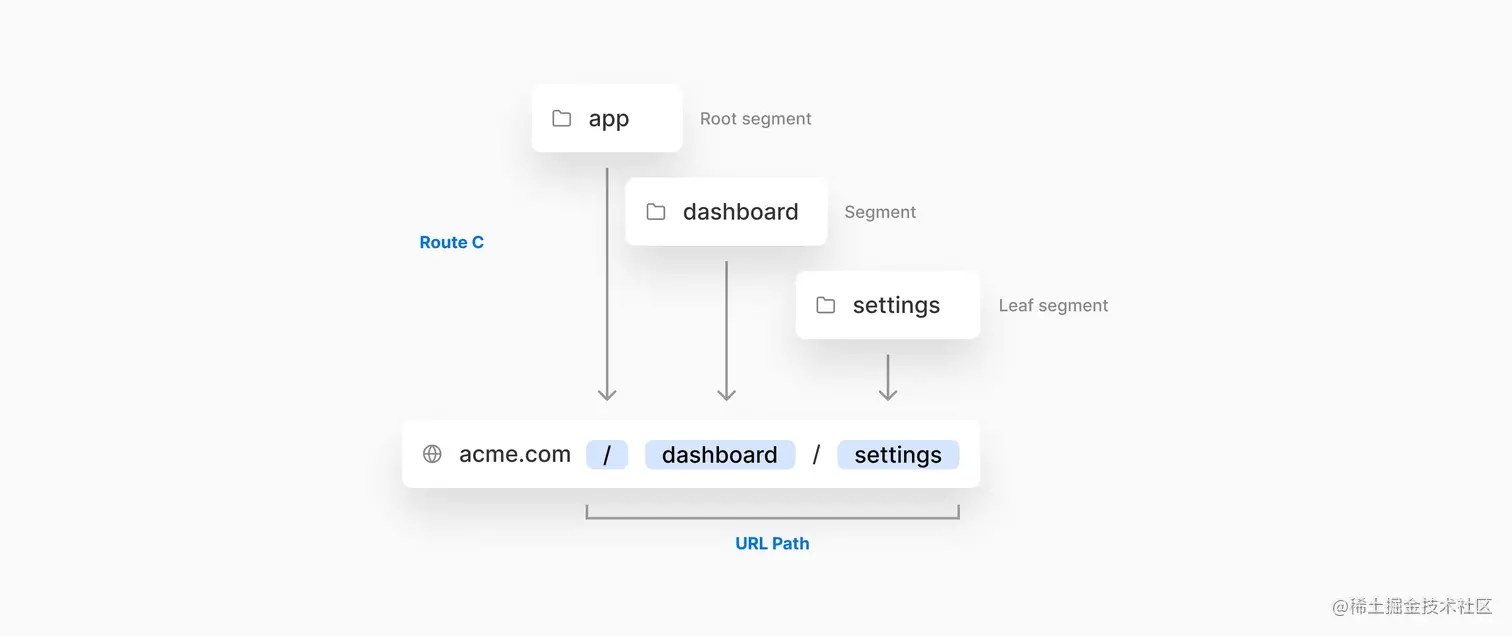 app
Root segment
dashboard
Segment
Route C
settings
Leaf segment
acme.com / dashboard / settings
URL Path
@稀土掘金技术社区